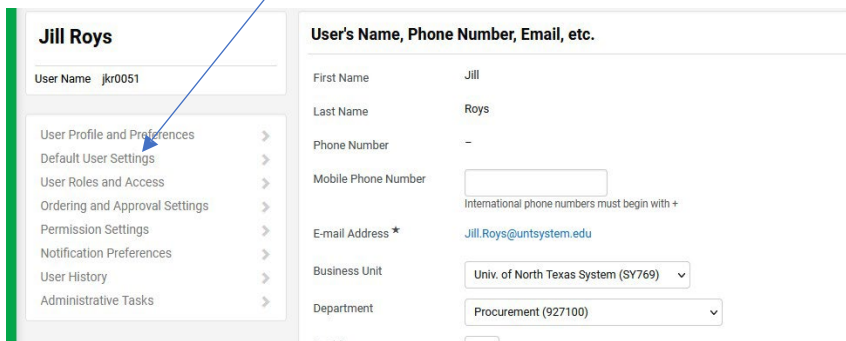 Jill Roys
User Name jkr0051
User Profile and Preferences
Default User Settings
User Roles and Access
Ordering and Approval Settings
Permission Settings
Notification Preferences
User History
Administrative Tasks
User's Name, Phone Number, Email, etc.
First Name Jill
Last Name Roys
Phone Number –
Mobile Phone Number
International phone numbers must begin with +
E-mail Address ★ Jill.Roys@untsystem.edu
Business Unit Univ. of North Texas System (SY769)
Department Procurement (927100)